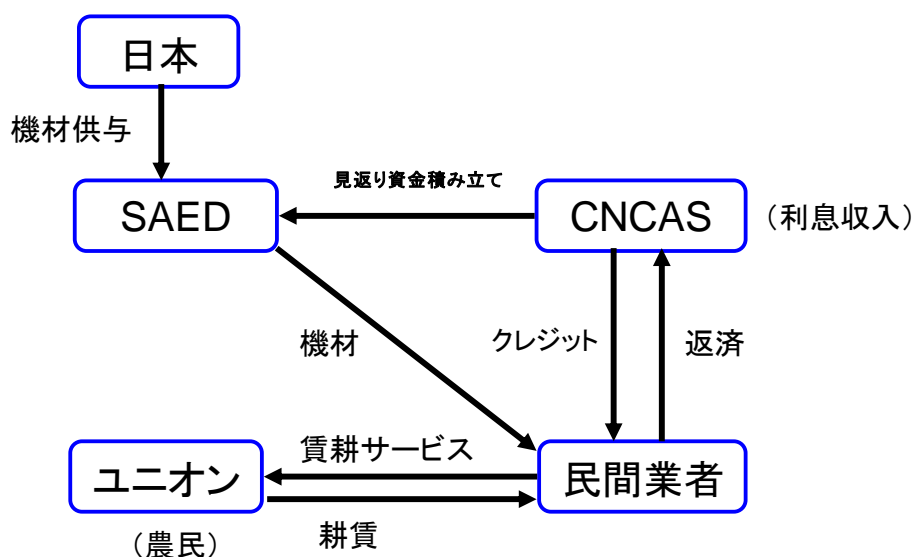 日本
機材供与
見返り資金積み立て
SAED
CNCAS
(利息収入)
機材
クレジット
返済
賃耕サービス
ユニオン
民間業者
耕賃
(農民)